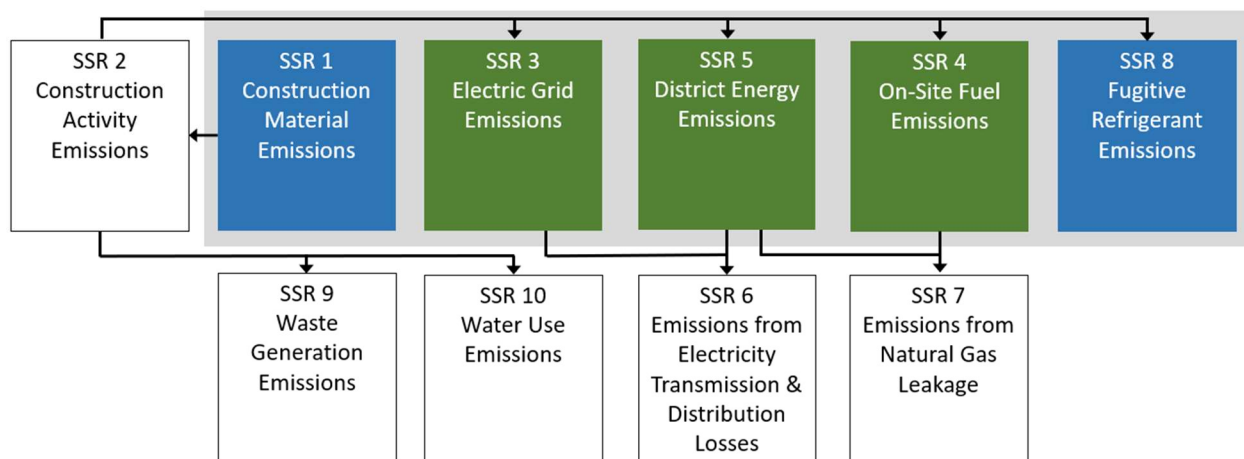 SSR 2
Construction
Activity
Emissions
SSR 1
Construction
Material
Emissions
SSR 3
Electric Grid
Emissions
SSR 5
District Energy
Emissions
SSR 4
On-Site Fuel
Emissions
SSR 8
Fugitive
Refrigerant
Emissions
SSR 9
Waste
Generation
Emissions
SSR 10
Water Use
Emissions
SSR 6
Emissions from
Electricity
Transmission &
Distribution
Losses
SSR 7
Emissions from
Natural Gas
Leakage